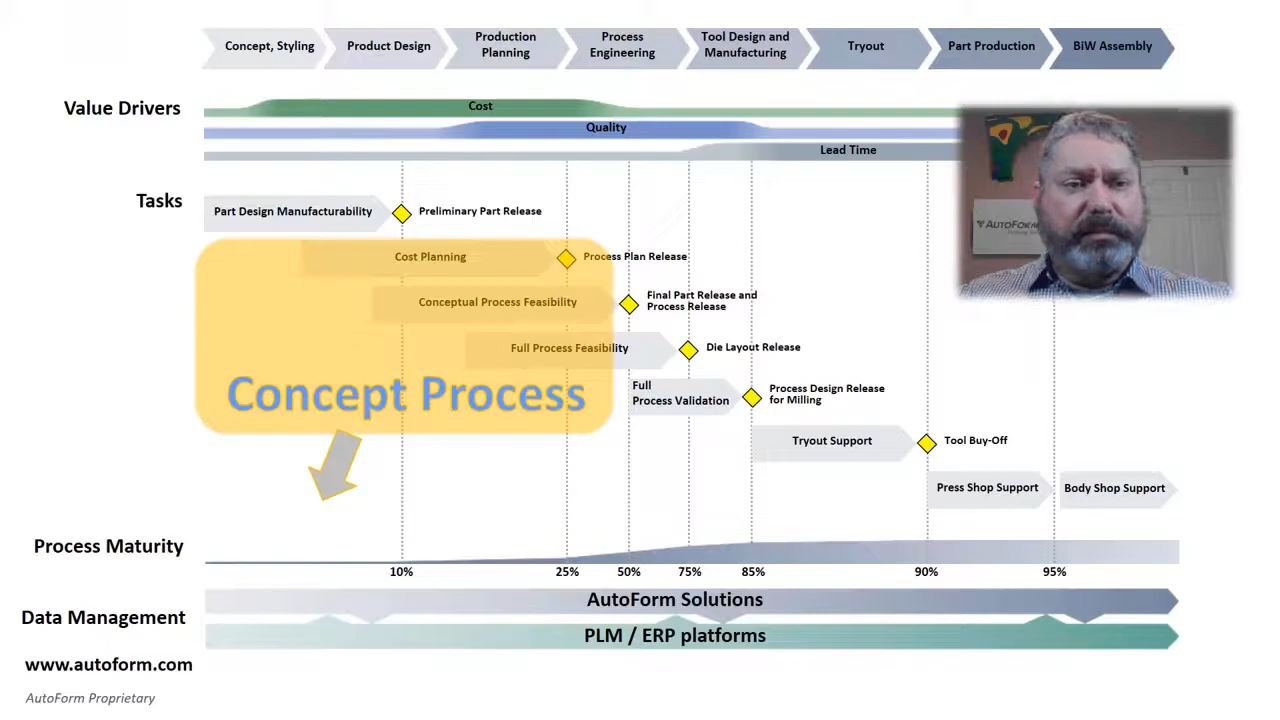 Concept, Styling
Product Design
Production
Planning
Process
Engineering
Tool Design and
Manufacturing
Tryout
Part Production
BiW Assembly
Value Drivers
Cost
Quality
Lead Time
Tasks
Part Design Manufacturability
Preliminary Part Release
Cost Planning
Process Plan Release
Conceptual Process Feasibility
Final Part Release and
Process Release
Full Process Feasibility
Die Layout Release
Concept Process
Full
Process Validation
Process Design Release
for Milling
Tryout Support
Tool Buy-Off
Press Shop Support
Body Shop Support
Process Maturity
10%
25%
50%
75%
85%
90%
95%
Data Management
AutoForm Solutions
PLM / ERP platforms
www.autoform.com
AutoForm Proprietary